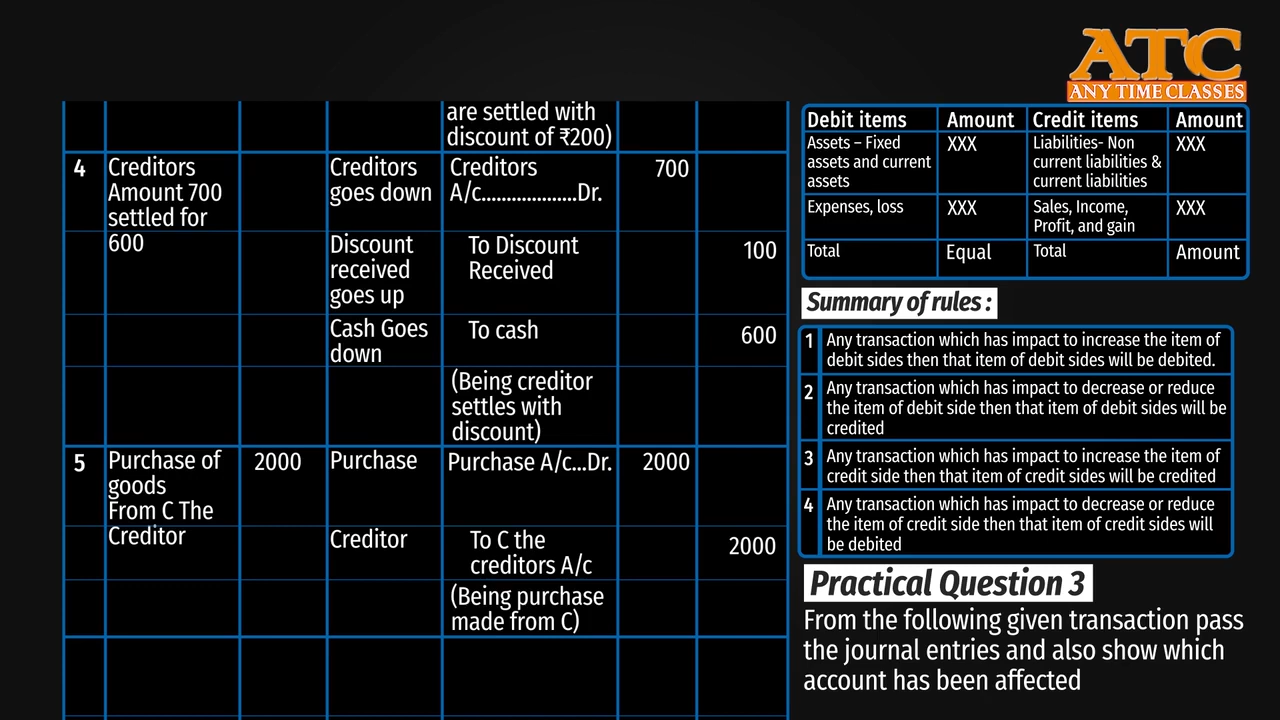 ATC
ANY TIME CLASSES
are settled with
discount of ₹200)
4
Creditors
Amount 700
settled for
600
Creditors
goes down
Creditors
A/c...................Dr.
700
Discount
received
goes up
To Discount
Received
100
Cash Goes
down
To cash
600
(Being creditor
settles with
discount)
5
Purchase of
goods
From C The
Creditor
2000
Purchase
Purchase A/c...Dr.
2000
Creditor
To C the
creditors A/c
2000
(Being purchase
made from C)
Debit items
Amount
Credit items
Amount
Assets – Fixed
assets and current
assets
XXX
Liabilities- Non
current liabilities &
current liabilities
XXX
Expenses, loss
XXX
Sales, Income,
Profit, and gain
XXX
Total
Equal
Total
Amount
Summary of rules :
1
Any transaction which has impact to increase the item of
debit sides then that item of debit sides will be debited.
2
Any transaction which has impact to decrease or reduce
the item of debit side then that item of debit sides will be
credited
3
Any transaction which has impact to increase the item of
credit side then that item of credit sides will be credited
4
Any transaction which has impact to decrease or reduce
the item of credit side then that item of credit sides will
be debited
Practical Question 3
From the following given transaction pass
the journal entries and also show which
account has been affected